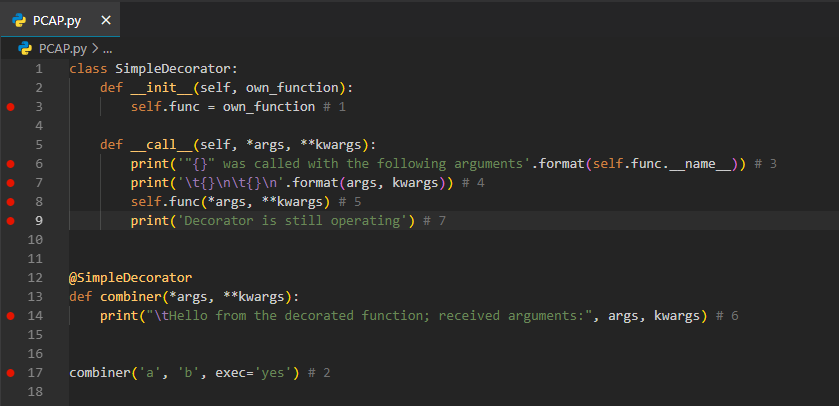 PCAP.py ×
PCAP.py > ...
1 class SimpleDecorator:
2     def __init__(self, own_function):
3         self.func = own_function # 1
4
5     def __call__(self, *args, **kwargs):
6         print('"{}" was called with the following arguments'.format(self.func.__name__)) # 3
7         print('\t{}\n\t{}\n'.format(args, kwargs)) # 4
8         self.func(*args, **kwargs) # 5
9         print('Decorator is still operating') # 7
10
11
12 @SimpleDecorator
13 def combiner(*args, **kwargs):
14     print("\tHello from the decorated function; received arguments:", args, kwargs) # 6
15
16
17 combiner('a', 'b', exec='yes') # 2
18